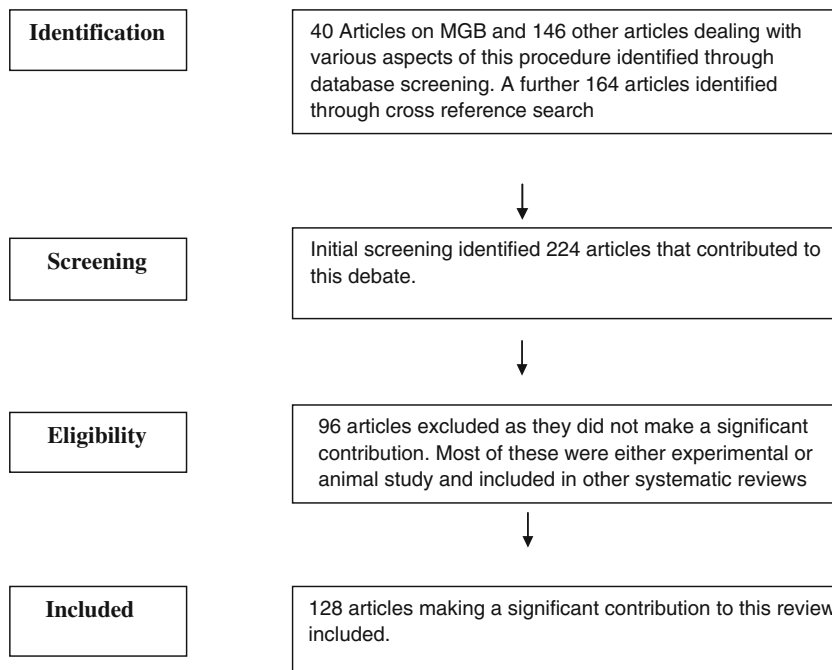 Identification
40 Articles on MGB and 146 other articles dealing with
various aspects of this procedure identified through
database screening. A further 164 articles identified
through cross reference search
Screening
Initial screening identified 224 articles that contributed to
this debate.
Eligibility
96 articles excluded as they did not make a significant
contribution. Most of these were either experimental or
animal study and included in other systematic reviews
Included
128 articles making a significant contribution to this review
included.